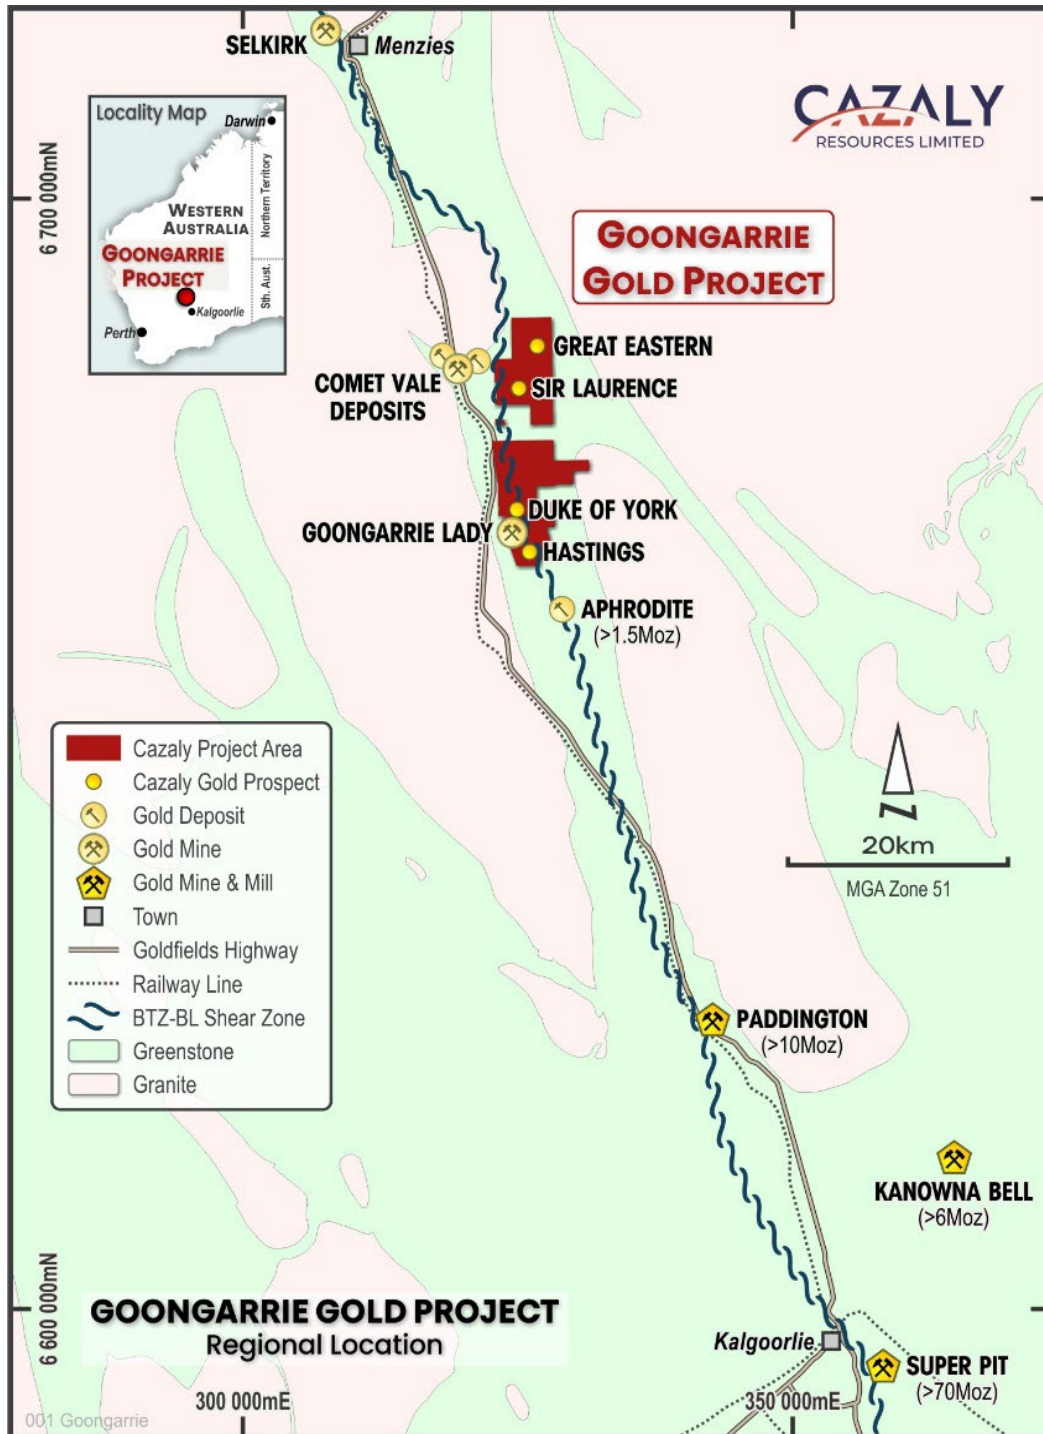 SELKIRK
Menzies
CAZALY
RESOURCES LIMITED
Locality Map
Darwin
WESTERN
AUSTRALIA
Northern Territory
Sth. Aust.
GOONGARRIE
PROJECT
Kalgoorlie
Perth
6 700 000mN
GOONGARRIE
GOLD PROJECT
GREAT EASTERN
SIR LAURENCE
COMET VALE
DEPOSITS
DUKE OF YORK
GOONGARRIE LADY
HASTINGS
APHRODITE
(>1.5Moz)
Cazaly Project Area
Cazaly Gold Prospect
Gold Deposit
Gold Mine
Gold Mine & Mill
Town
Goldfields Highway
Railway Line
BTZ-BL Shear Zone
Greenstone
Granite
N
20km
MGA Zone 51
PADDINGTON
(>10Moz)
KANOWNA BELL
(>6Moz)
6 600 000mN
GOONGARRIE GOLD PROJECT
Regional Location
Kalgoorlie
SUPER PIT
(>70Moz)
300 000mE
350 000mE
001 Goongarrie